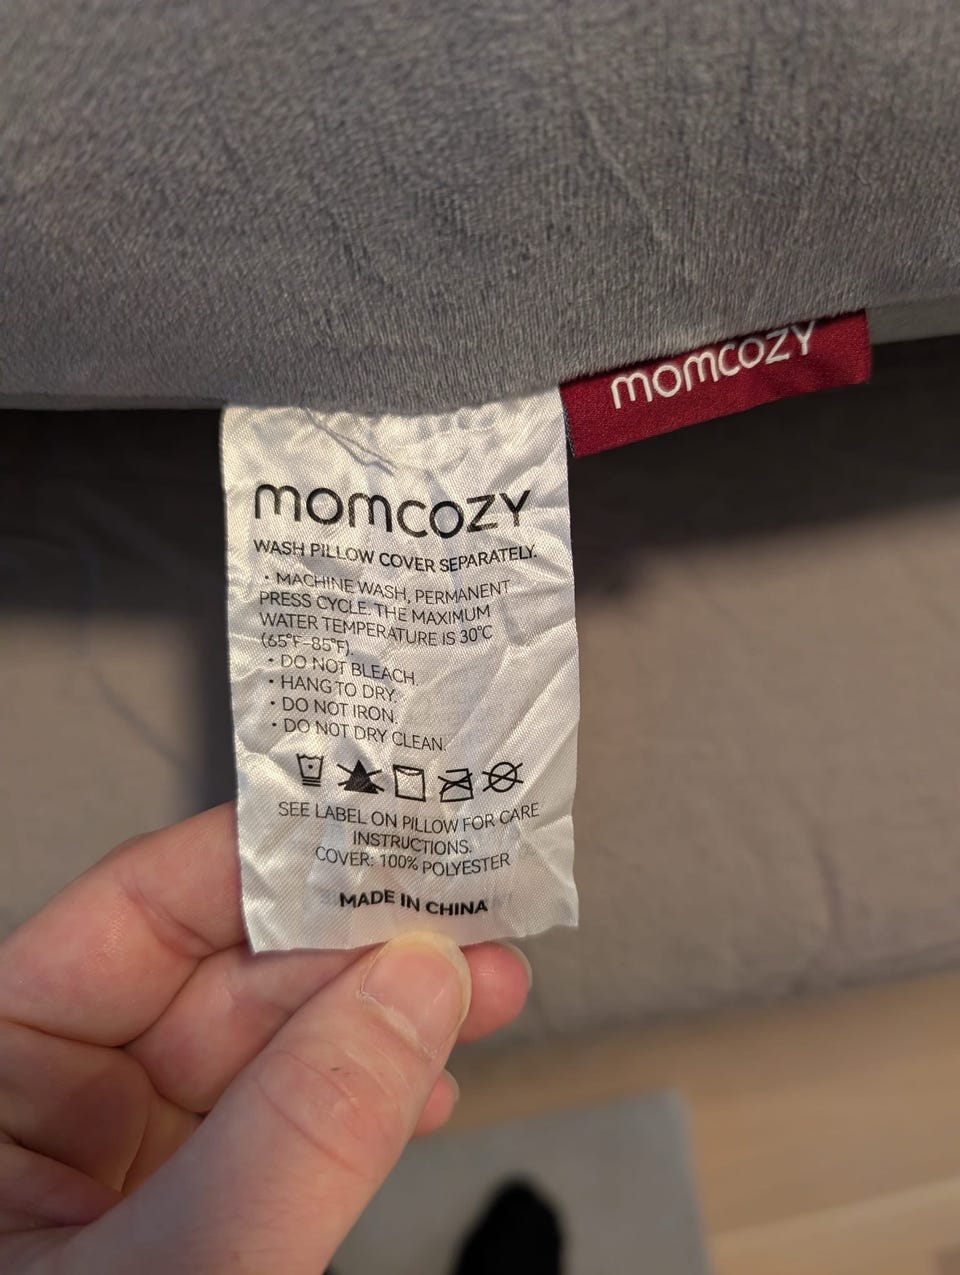 momcozy
momcozy
WASH PILLOW COVER SEPARATELY.
• MACHINE WASH, PERMANENT
PRESS CYCLE. THE MAXIMUM
WATER TEMPERATURE IS 30°C
(65°F-85°F).
• DO NOT BLEACH.
• HANG TO DRY.
• DO NOT IRON.
• DO NOT DRY CLEAN.
SEE LABEL ON PILLOW FOR CARE
INSTRUCTIONS.
COVER: 100% POLYESTER
MADE IN CHINA